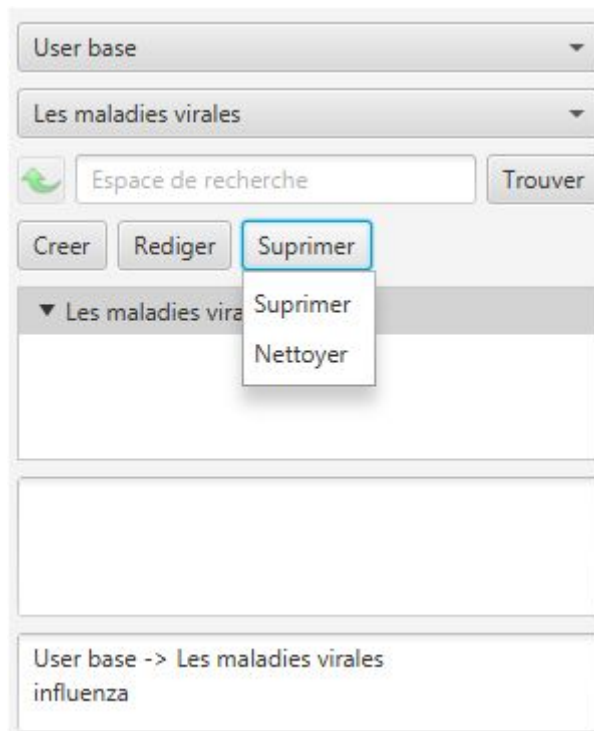 User base
Les maladies virales
Espace de recherche Trouver
Creer Rediger Suprimer
Les maladies vira
Suprimer
Nettoyer
User base -> Les maladies virales
influenza